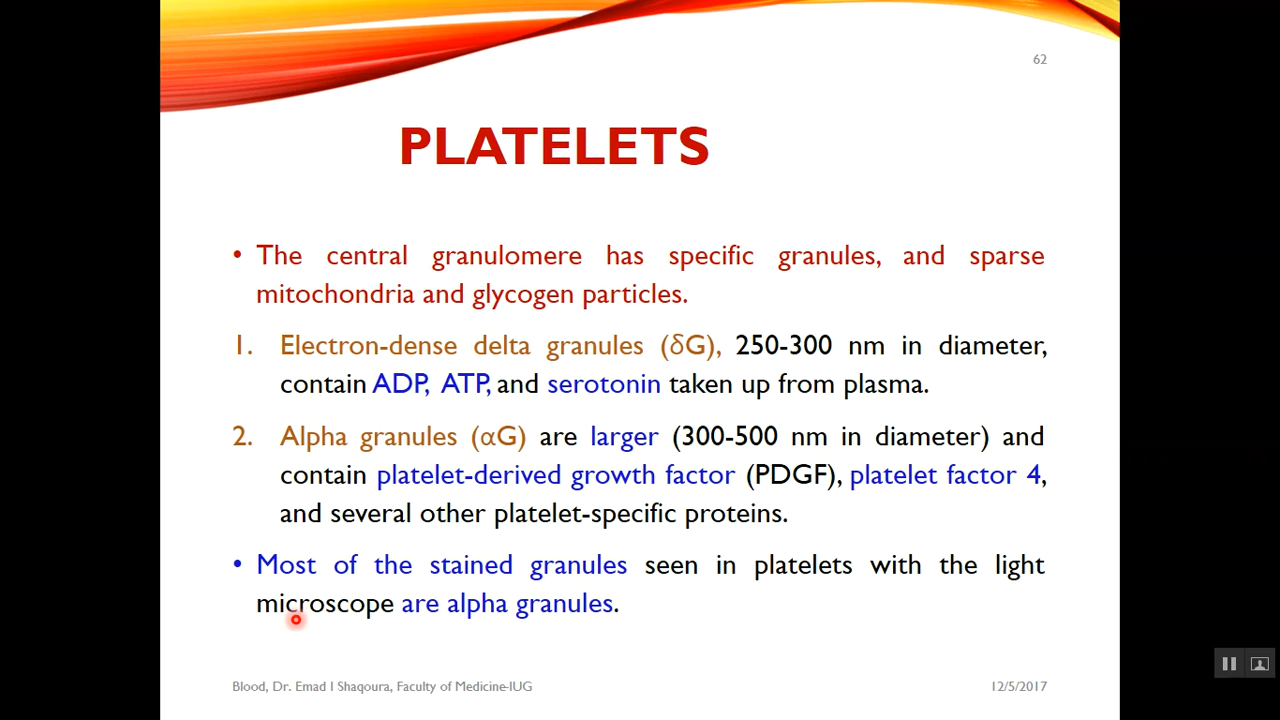 62
PLATELETS
• The central granulomere has specific granules, and sparse
mitochondria and glycogen particles.
1. Electron-dense delta granules (δG), 250-300 nm in diameter,
contain ADP, ATP, and serotonin taken up from plasma.
2. Alpha granules (αG) are larger (300-500 nm in diameter) and
contain platelet-derived growth factor (PDGF), platelet factor 4,
and several other platelet-specific proteins.
• Most of the stained granules seen in platelets with the light
microscope are alpha granules.
Blood, Dr. Emad I Shaqoura, Faculty of Medicine-IUG 12/5/2017